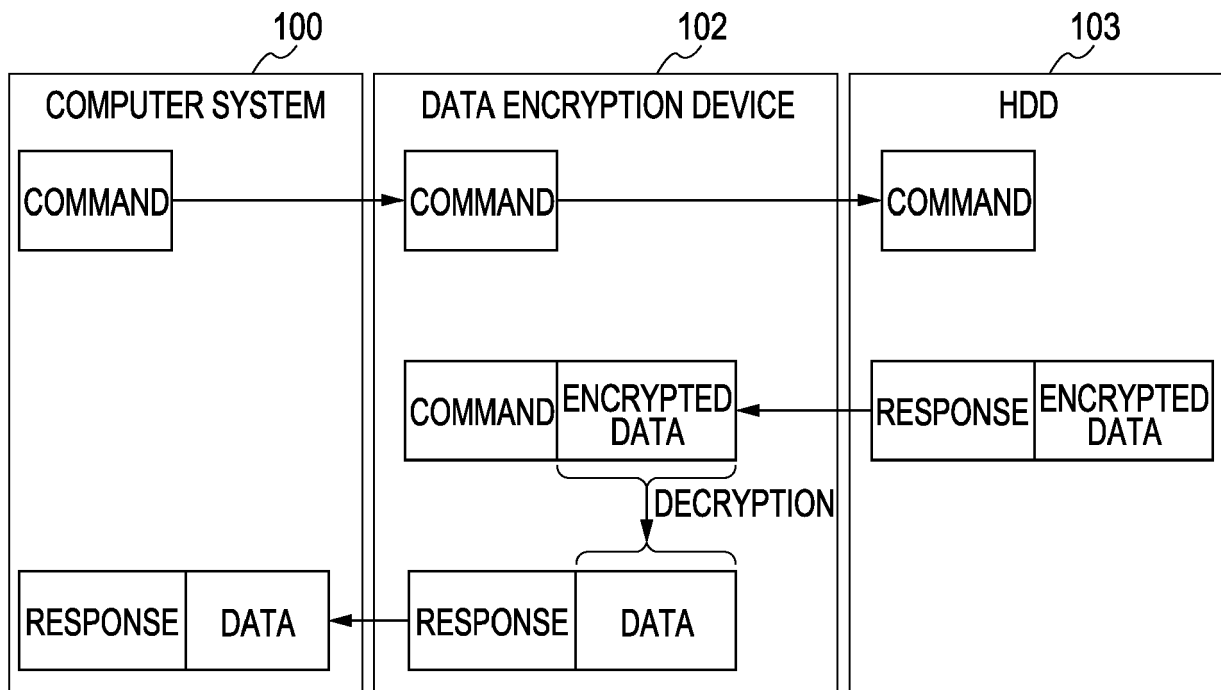 100
102
103
COMPUTER SYSTEM
DATA ENCRYPTION DEVICE
HDD
COMMAND
COMMAND
COMMAND
COMMAND
ENCRYPTED
DATA
RESPONSE
ENCRYPTED
DATA
DECRYPTION
RESPONSE
DATA
RESPONSE
DATA